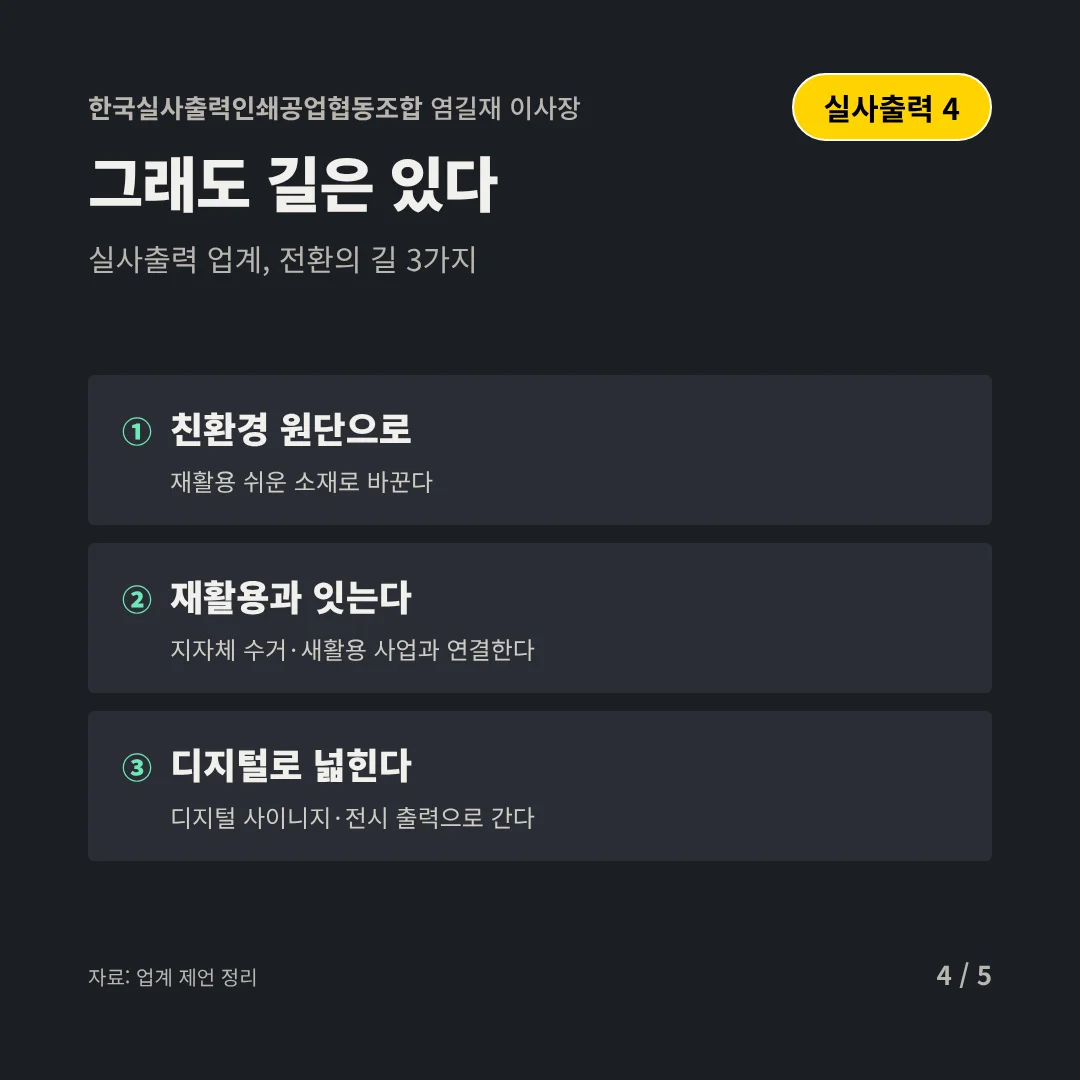 한국실사출력인쇄공업협동조합 염길재 이사장
실사출력 4
그래도 길은 있다
실사출력 업계, 전환의 길 3가지
① 친환경 원단으로
재활용 쉬운 소재로 바꾼다
② 재활용과 잇는다
지자체 수거·새활용 사업과 연결한다
③ 디지털로 넓힌다
디지털 사이니지·전시 출력으로 간다
자료: 업계 제언 정리
4 / 5